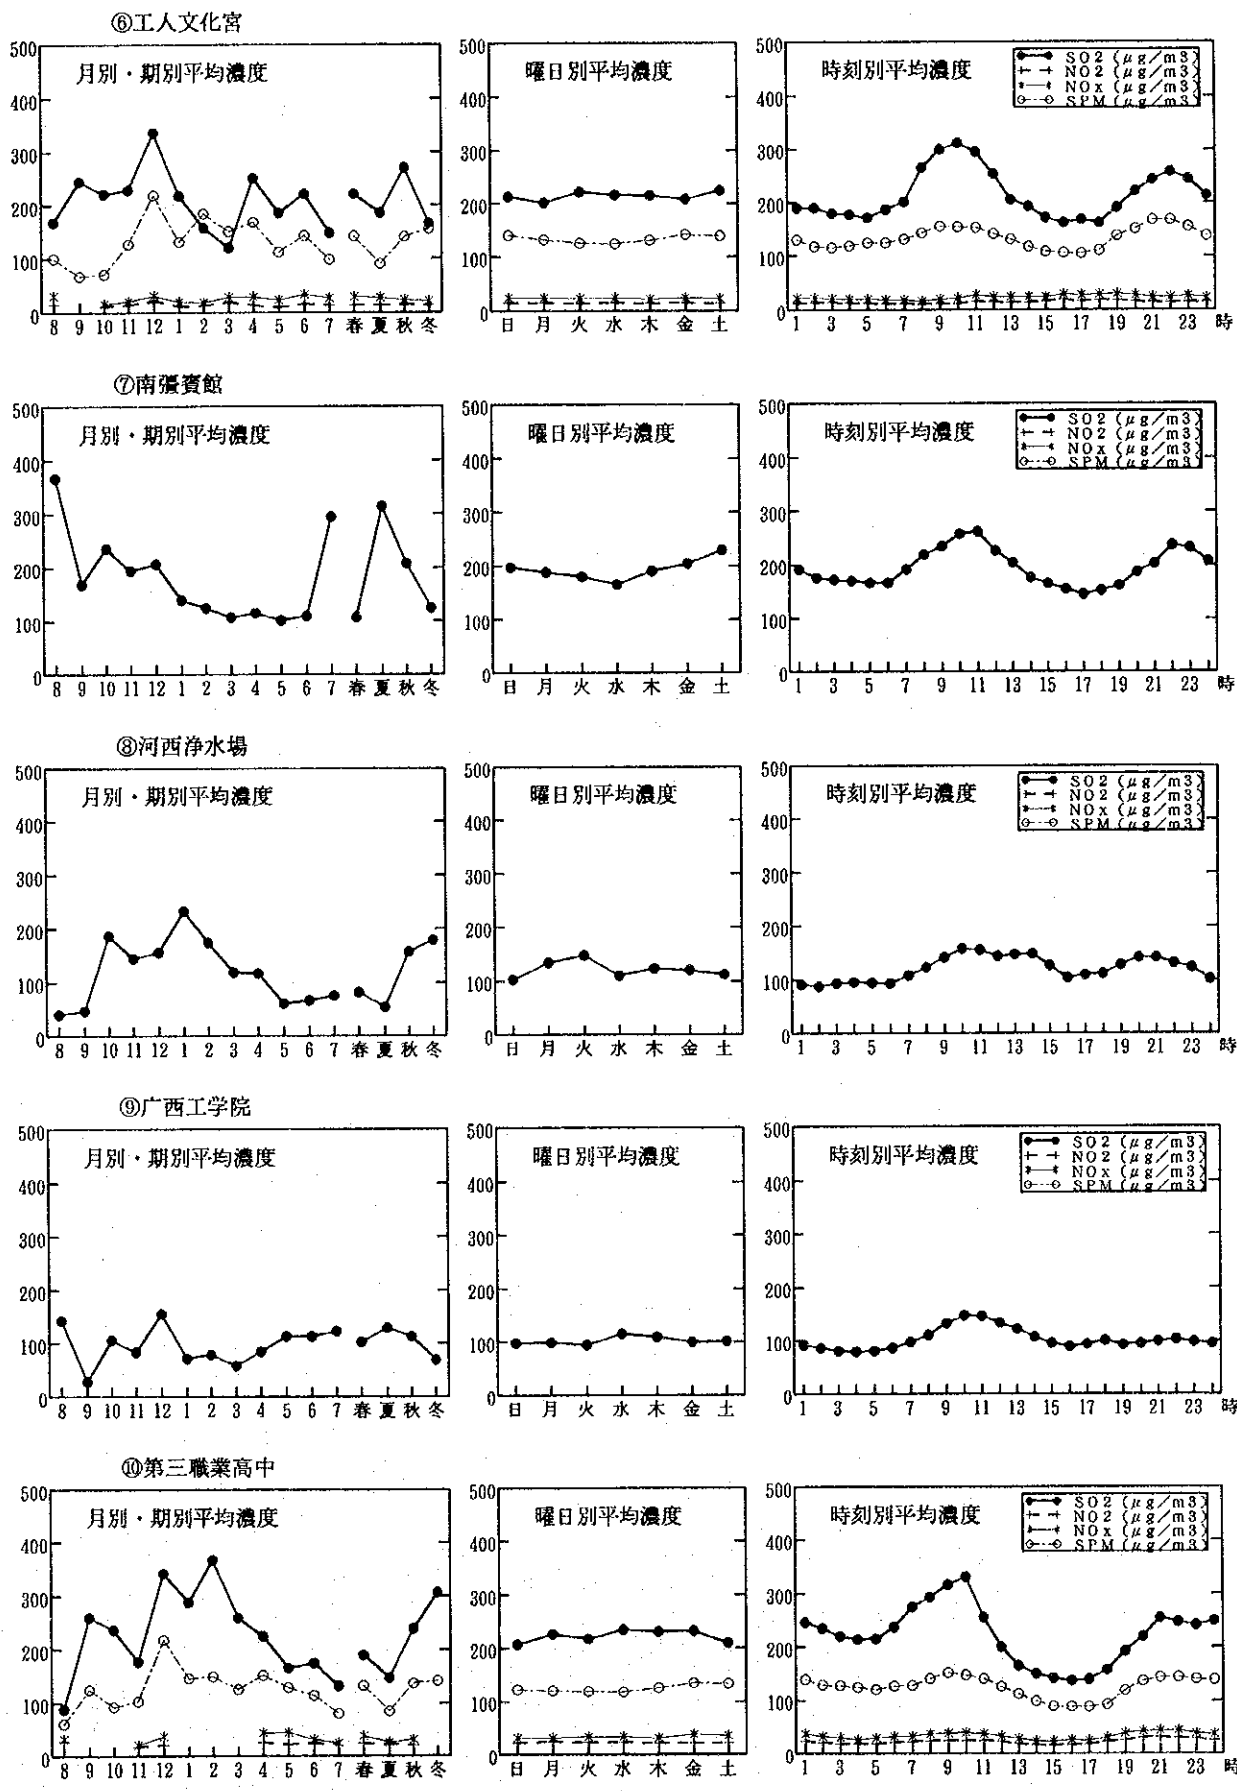 ⑥工人文化宮
月別・期別平均濃度
500
400
300
200
100
0
8 9 10 11 12 1 2 3 4 5 6 7 春 夏 秋 冬
曜日別平均濃度
500
400
300
200
100
0
日 月 火 水 木 金 土
時刻別平均濃度
SO2 (μg/m3)
NO2 (μg/m3)
NOx (μg/m3)
SPM (μg/m3)
500
400
300
200
100
0
1 3 5 7 9 11 13 15 17 19 21 23 時
⑦南疆賓館
月別・期別平均濃度
500
400
300
200
100
0
8 9 10 11 12 1 2 3 4 5 6 7 春 夏 秋 冬
曜日別平均濃度
500
400
300
200
100
0
日 月 火 水 木 金 土
時刻別平均濃度
SO2 (μg/m3)
NO2 (μg/m3)
NOx (μg/m3)
SPM (μg/m3)
500
400
300
200
100
0
1 3 5 7 9 11 13 15 17 19 21 23 時
⑧河西浄水場
月別・期別平均濃度
500
400
300
200
100
0
8 9 10 11 12 1 2 3 4 5 6 7 春 夏 秋 冬
曜日別平均濃度
500
400
300
200
100
0
日 月 火 水 木 金 土
時刻別平均濃度
SO2 (μg/m3)
NO2 (μg/m3)
NOx (μg/m3)
SPM (μg/m3)
500
400
300
200
100
0
1 3 5 7 9 11 13 15 17 19 21 23 時
⑨广西工学院
月別・期別平均濃度
500
400
300
200
100
0
8 9 10 11 12 1 2 3 4 5 6 7 春 夏 秋 冬
曜日別平均濃度
500
400
300
200
100
0
日 月 火 水 木 金 土
時刻別平均濃度
SO2 (μg/m3)
NO2 (μg/m3)
NOx (μg/m3)
SPM (μg/m3)
500
400
300
200
100
0
1 3 5 7 9 11 13 15 17 19 21 23 時
⑩第三職業高中
月別・期別平均濃度
500
400
300
200
100
0
8 9 10 11 12 1 2 3 4 5 6 7 春 夏 秋 冬
曜日別平均濃度
500
400
300
200
100
0
日 月 火 水 木 金 土
時刻別平均濃度
SO2 (μg/m3)
NO2 (μg/m3)
NOx (μg/m3)
SPM (μg/m3)
500
400
300
200
100
0
1 3 5 7 9 11 13 15 17 19 21 23 時